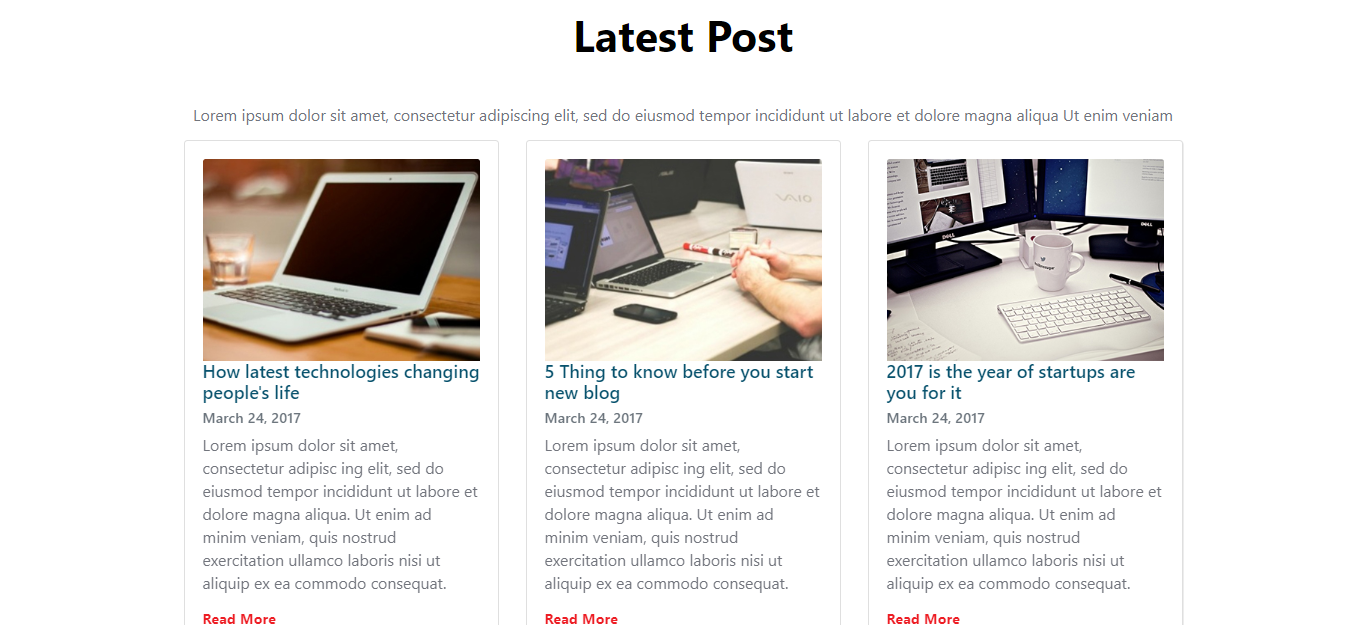 Latest Post
Lorem ipsum dolor sit amet, consectetur adipiscing elit, sed do eiusmod tempor incididunt ut labore et dolore magna aliqua Ut enim veniam
VAIO
DELL
DELL
How latest technologies changing
people's life
March 24, 2017
Lorem ipsum dolor sit amet,
consectetur adipisc ing elit, sed do
eiusmod tempor incididunt ut labore et
dolore magna aliqua. Ut enim ad
minim veniam, quis nostrud
exercitation ullamco laboris nisi ut
aliquip ex ea commodo consequat.
Read More
5 Thing to know before you start
new blog
March 24, 2017
Lorem ipsum dolor sit amet,
consectetur adipisc ing elit, sed do
eiusmod tempor incididunt ut labore et
dolore magna aliqua. Ut enim ad
minim veniam, quis nostrud
exercitation ullamco laboris nisi ut
aliquip ex ea commodo consequat.
Read More
2017 is the year of startups are
you for it
March 24, 2017
Lorem ipsum dolor sit amet,
consectetur adipisc ing elit, sed do
eiusmod tempor incididunt ut labore et
dolore magna aliqua. Ut enim ad
minim veniam, quis nostrud
exercitation ullamco laboris nisi ut
aliquip ex ea commodo consequat.
Read More